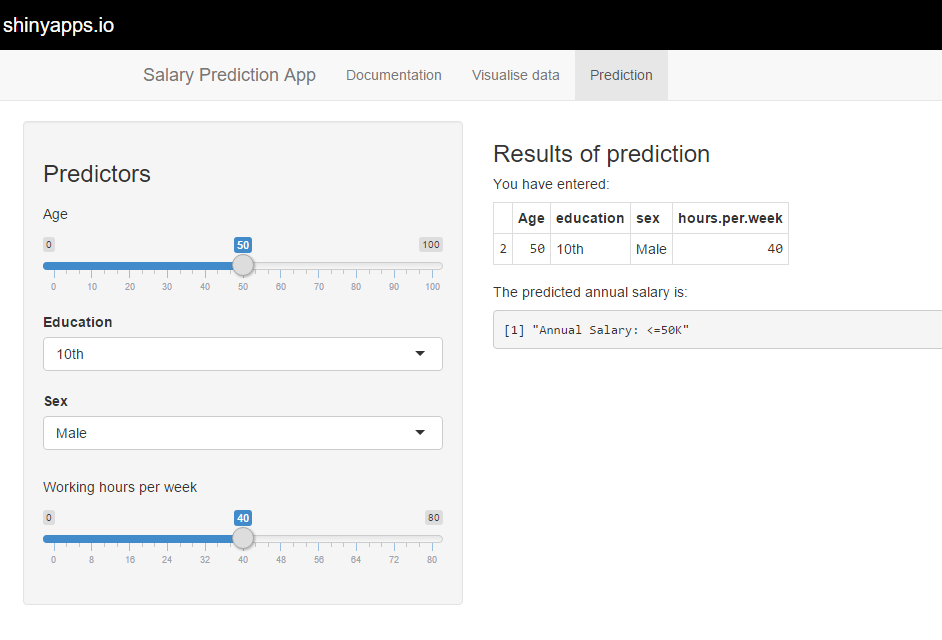 shinyapps.io
Salary Prediction App Documentation Visualise data Prediction
Predictors
Age
0 50 100
0 10 20 30 40 50 60 70 80 90 100
Education
10th
Sex
Male
Working hours per week
0 40 80
0 8 16 24 32 40 48 56 64 72 80
Results of prediction
You have entered:
Age education sex hours.per.week
2 50 10th Male 40
The predicted annual salary is:
[1] "Annual Salary: <=50K"